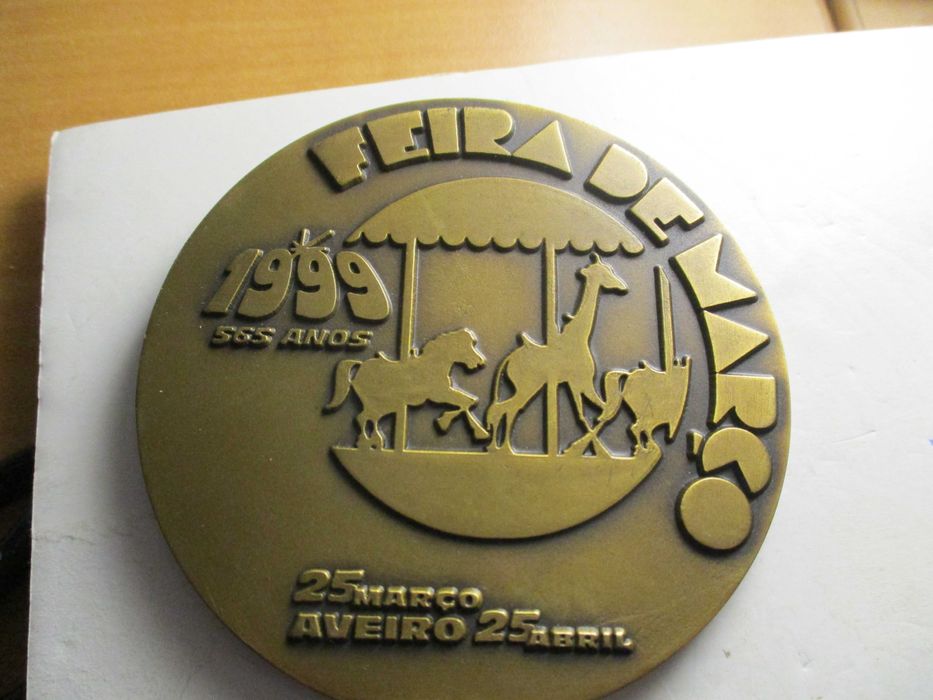 FEIRA DE MARÇO
1999
565 ANOS
25 MARÇO
AVEIRO 25 ABRIL